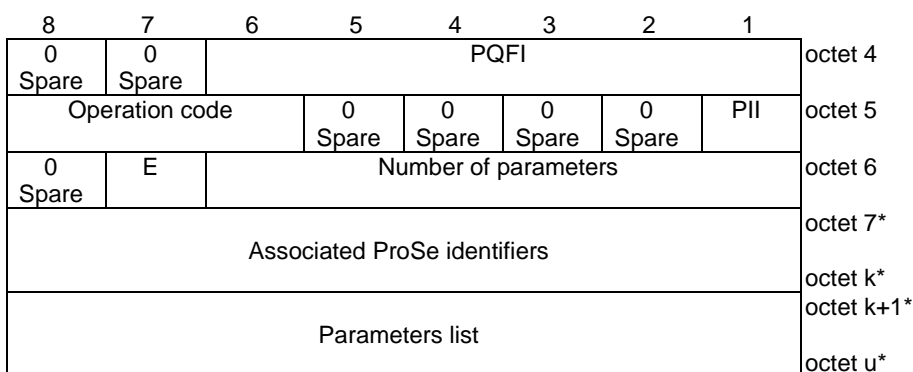 8 7 6 5 4 3 2 1
0 0 PQFI octet 4
Spare Spare
Operation code 0 0 0 0 PII octet 5
Spare Spare Spare Spare
0 E Number of parameters octet 6
Spare
octet 7*
Associated ProSe identifiers
octet k*
octet k+1*
Parameters list
octet u*